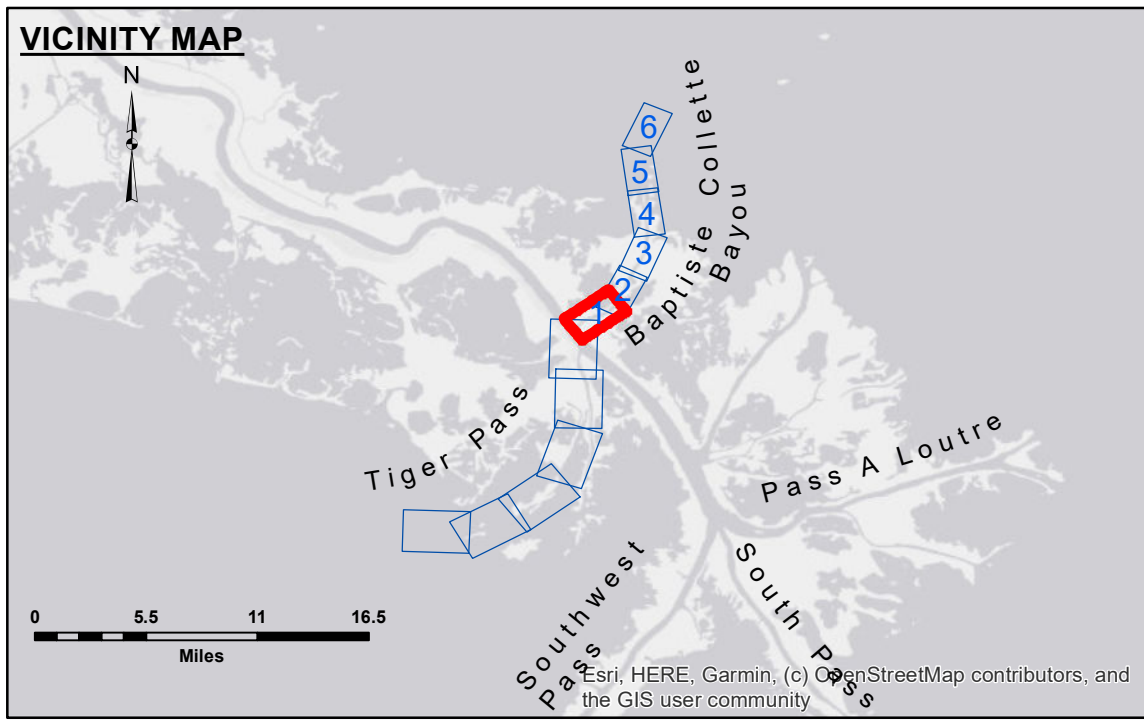 VICINITY MAP
N
6
5
4
3
2
1
Baptiste Collette
Bayou
Tiger Pass
Pass A Loutre
Southwest
Pass
South Pass
0 5.5 11 16.5
Miles
Esri, HERE, Garmin, (c) OpenStreetMap contributors, and
the GIS user community